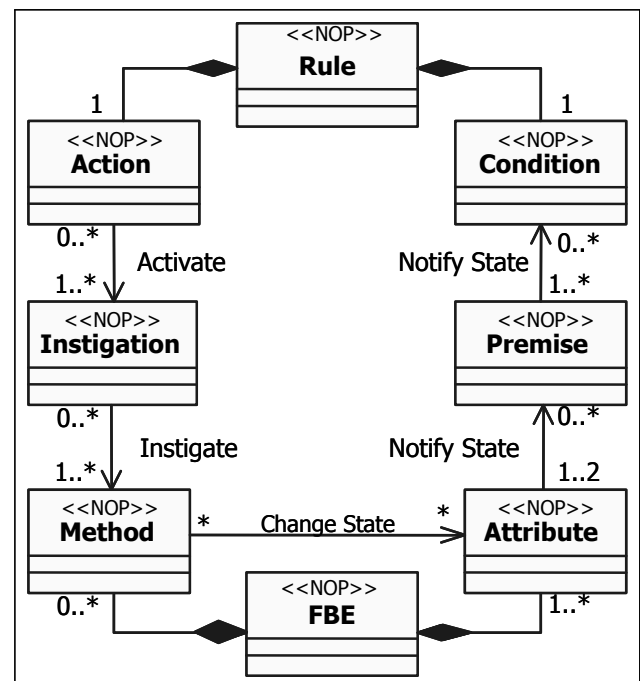 <<NOP>>
Rule
1
1
<<NOP>>
Action
<<NOP>>
Condition
0..*
0..*
Activate
Notify State
1..*
1..*
<<NOP>>
Instigation
<<NOP>>
Premise
0..*
0..*
Instigate
Notify State
1..*
1..2
<<NOP>>
Method
*
Change State
*
<<NOP>>
Attribute
0..*
<<NOP>>
FBE
1..*